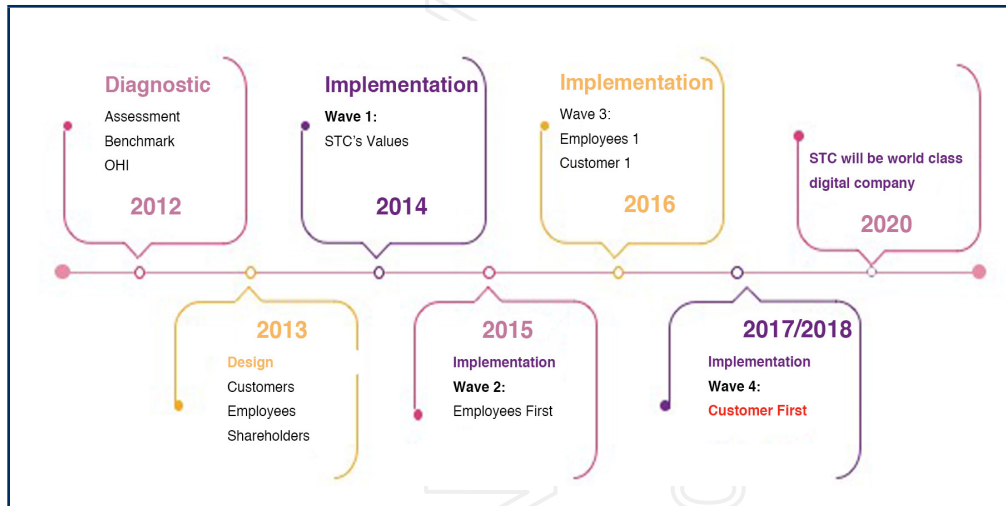 Diagnostic
Assessment
Benchmark
OHI
2012
Implementation
Wave 1:
STC's Values
2014
Implementation
Wave 3:
Employees 1
Customer 1
2016
STC will be world class
digital company
2020
2013
Design
Customers
Employees
Shareholders
2015
Implementation
Wave 2:
Employees First
2017/2018
Implementation
Wave 4:
Customer First